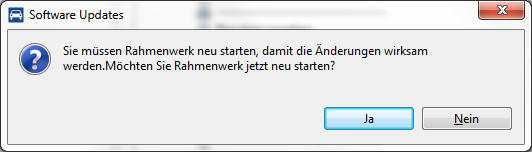 Software Updates
Sie müssen Rahmenwerk neu starten, damit die Änderungen wirksam
werden.Möchten Sie Rahmenwerk jetzt neu starten?
Ja
Nein